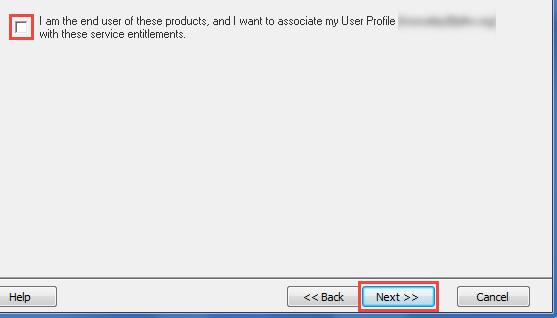 I am the end user of these products, and I want to associate my User Profile
with these service entitlements.
Help << Back Next >> Cancel